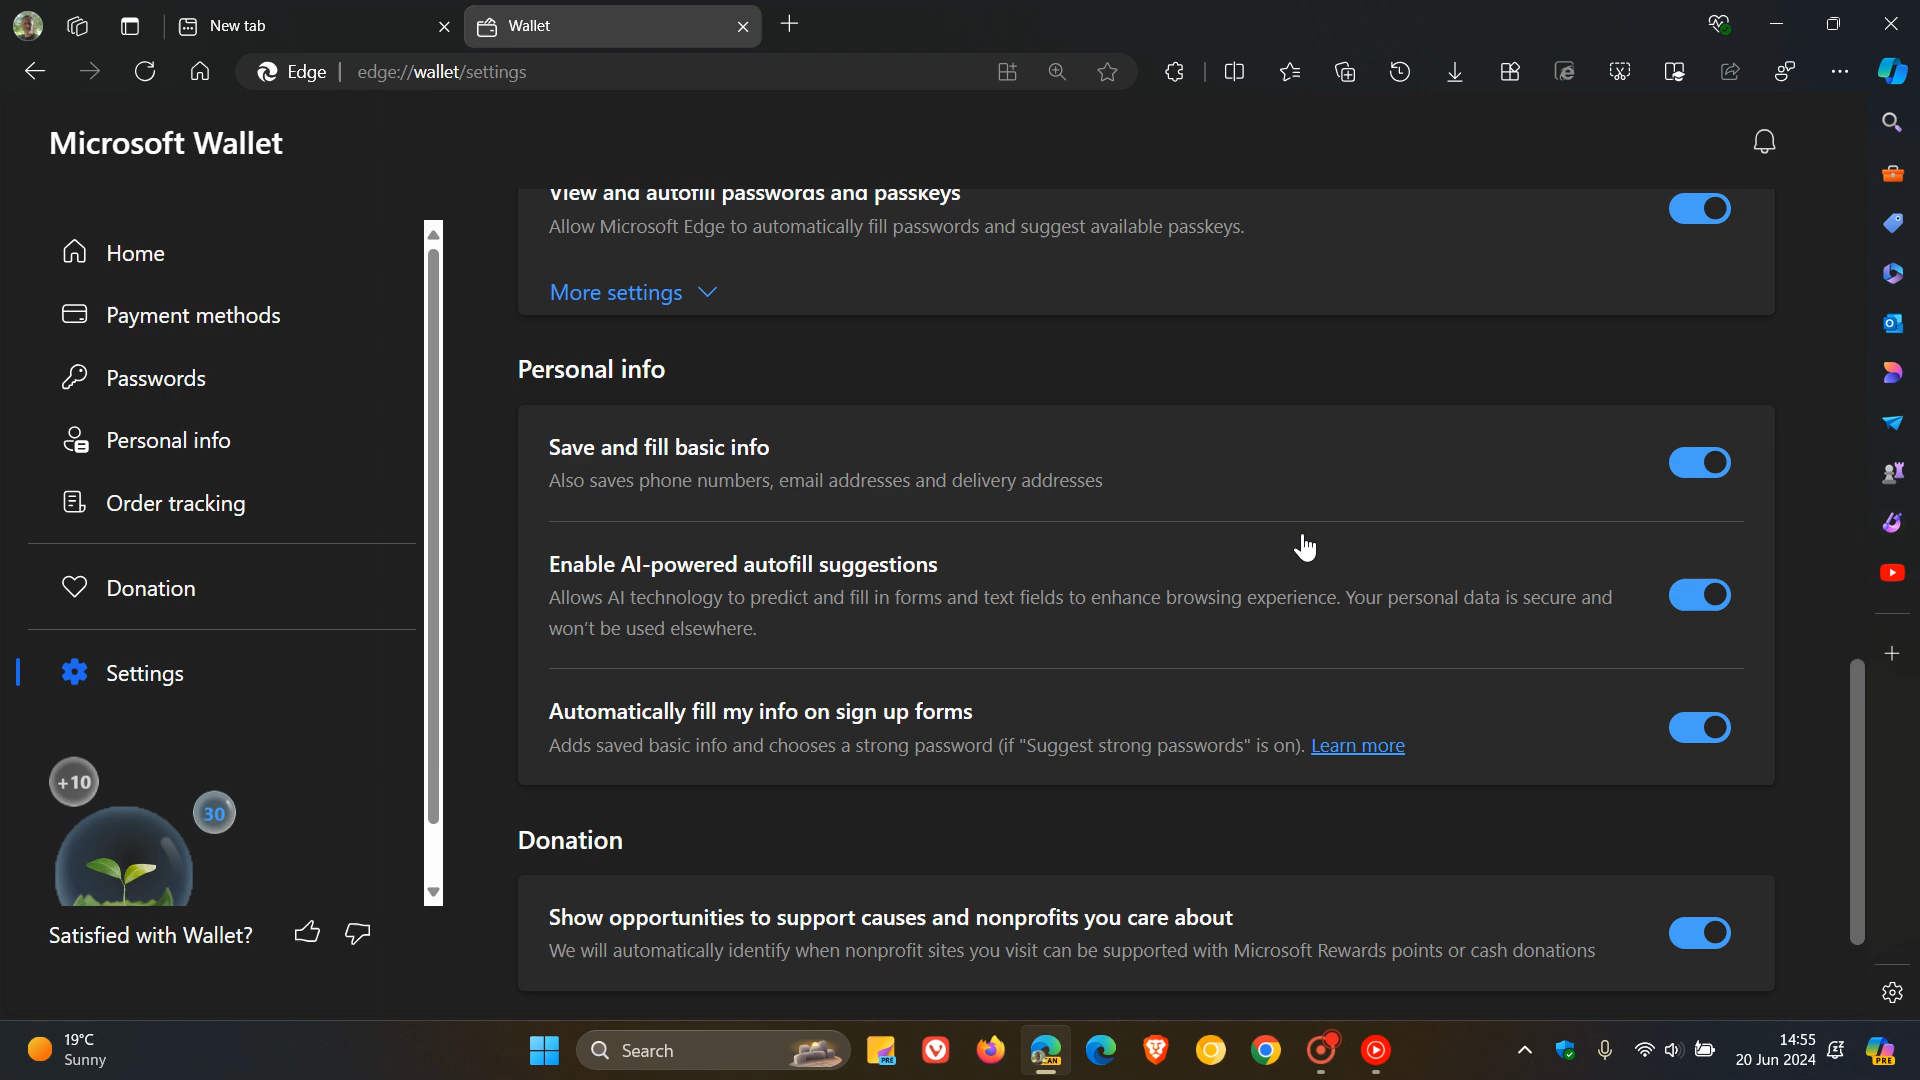 New tab
Wallet
Edge
edge://wallet/settings
Microsoft Wallet
Home
Payment methods
Passwords
Personal info
Order tracking
Donation
Settings
+10
30
Satisfied with Wallet?
View and autofill passwords and passkeys
Allow Microsoft Edge to automatically fill passwords and suggest available passkeys.
More settings
Personal info
Save and fill basic info
Also saves phone numbers, email addresses and delivery addresses
Enable AI-powered autofill suggestions
Allows AI technology to predict and fill in forms and text fields to enhance browsing experience. Your personal data is secure and
won't be used elsewhere.
Automatically fill my info on sign up forms
Adds saved basic info and chooses a strong password (if "Suggest strong passwords" is on). Learn more
Donation
Show opportunities to support causes and nonprofits you care about
We will automatically identify when nonprofit sites you visit can be supported with Microsoft Rewards points or cash donations
19°C
Sunny
Search
PRE
CAN
14:55
20 Jun 2024
PRE